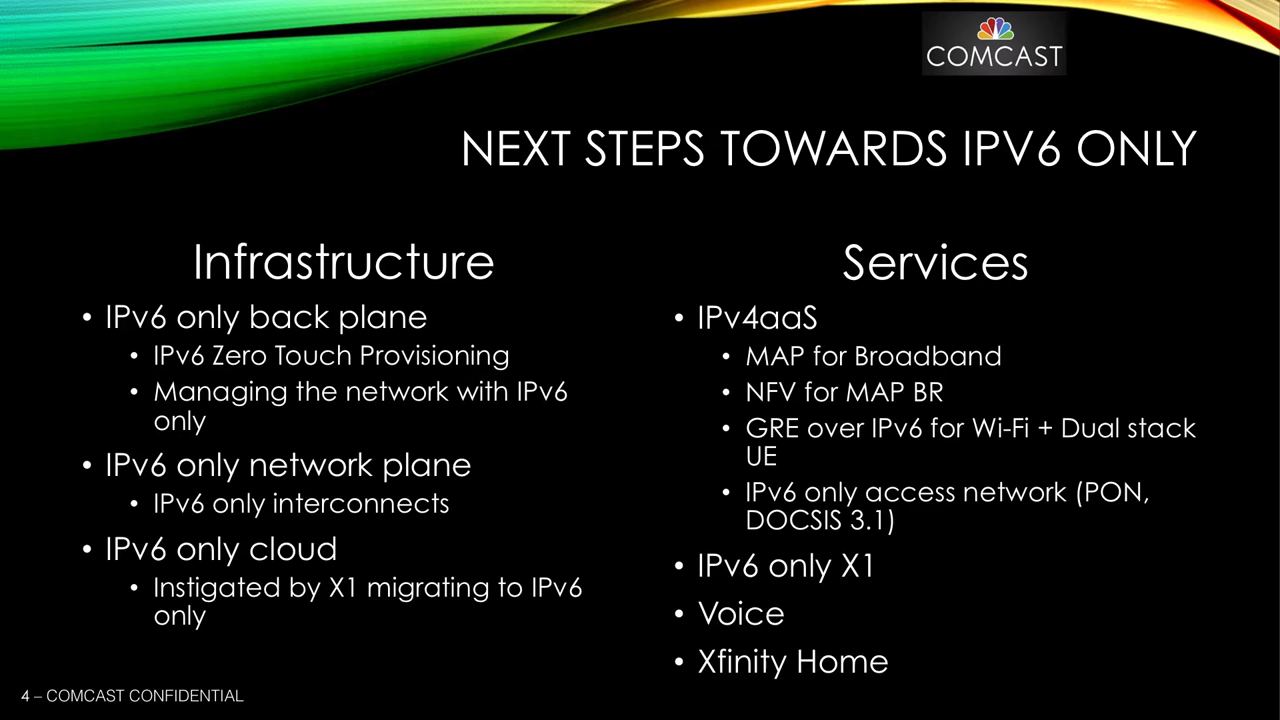 COMCAST
NEXT STEPS TOWARDS IPV6 ONLY
Infrastructure
• IPv6 only back plane
• IPv6 Zero Touch Provisioning
• Managing the network with IPv6
only
• IPv6 only network plane
• IPv6 only interconnects
• IPv6 only cloud
• Instigated by X1 migrating to IPv6
only
Services
• IPv4aaS
• MAP for Broadband
• NFV for MAP BR
• GRE over IPv6 for Wi-Fi + Dual stack
UE
• IPv6 only access network (PON,
DOCSIS 3.1)
• IPv6 only X1
• Voice
• Xfinity Home
4 – COMCAST CONFIDENTIAL